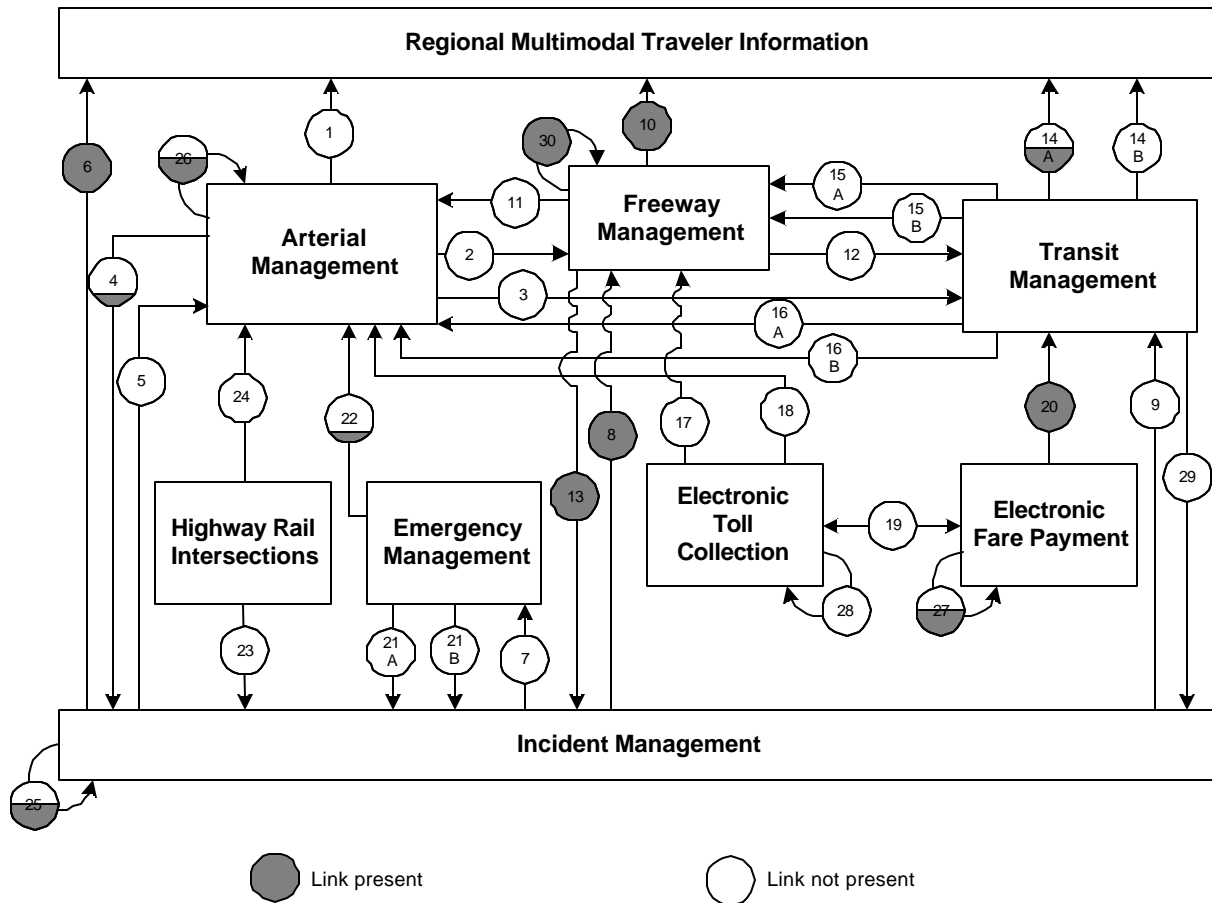 Regional Multimodal Traveler Information
6
26
1
30
10
14
A
14
B
15
A
15
B
11
Freeway
Management
Arterial
Management
2
12
Transit
Management
4
3
16
A
16
B
5
24
22
8
17
18
20
9
13
29
Highway Rail
Intersections
Emergency
Management
Electronic
Toll
Collection
19
Electronic
Fare Payment
28
27
23
21
A
21
B
7
Incident Management
25
Link present
Link not present